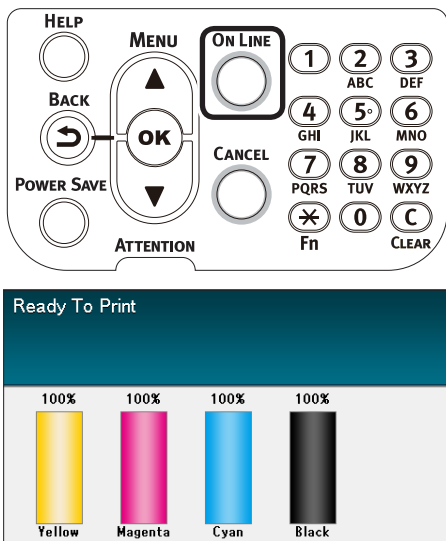 HELP
MENU
ON LINE
1 2 3
ABC DEF
BACK
4 5 6
GHI JKL MNO
OK
CANCEL
7 8 9
PQRS TUV WXYZ
POWER SAVE
0 C
Fn CLEAR
ATTENTION
Ready To Print
100% 100% 100% 100%
Yellow Magenta Cyan Black